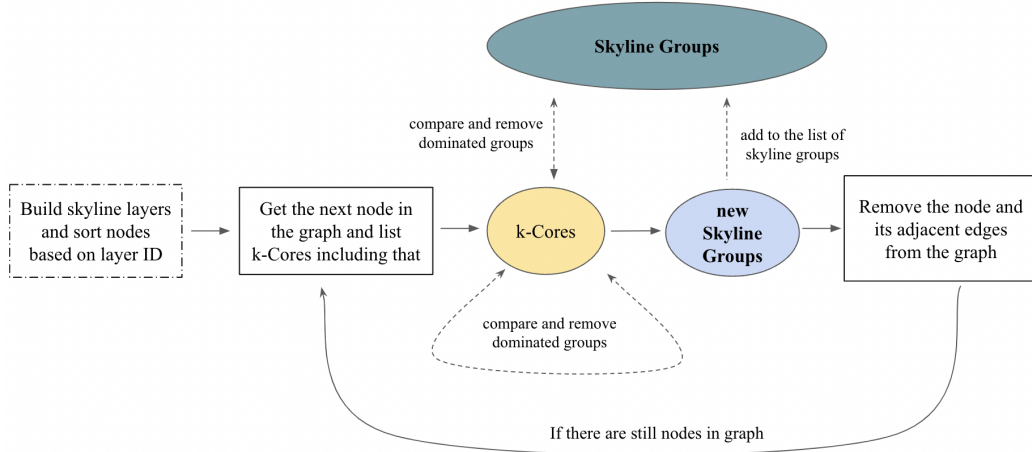 Skyline Groups
compare and remove
dominated groups
add to the list of
skyline groups
Build skyline layers
and sort nodes
based on layer ID
Get the next node in
the graph and list
k-Cores including that
k-Cores
new
Skyline
Groups
Remove the node and
its adjacent edges
from the graph
compare and remove
dominated groups
If there are still nodes in graph